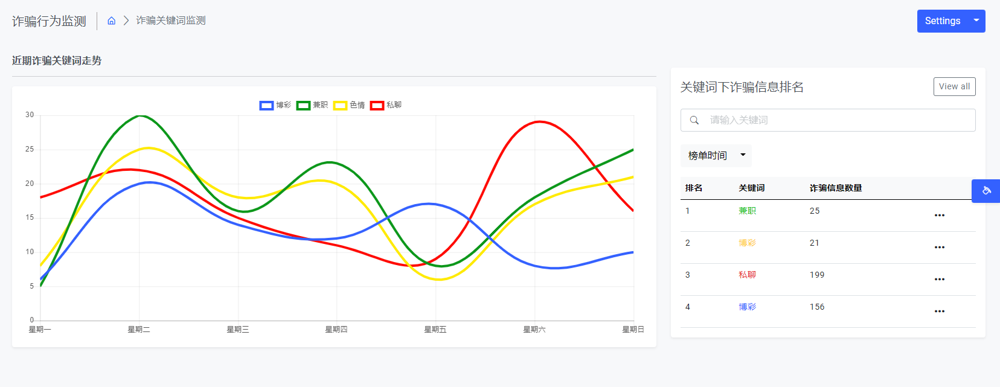 诈骗行为监测
诈骗关键词监测
Settings
近期诈骗关键词走势
博彩 兼职 色情 私聊
30
25
20
15
10
5
0
星期一 星期二 星期三 星期四 星期五 星期六 星期日
关键词下诈骗信息排名
View all
请输入关键词
榜单时间
排名 关键词 诈骗信息数量
1 兼职 25
2 博彩 21
3 私聊 199
4 博彩 156